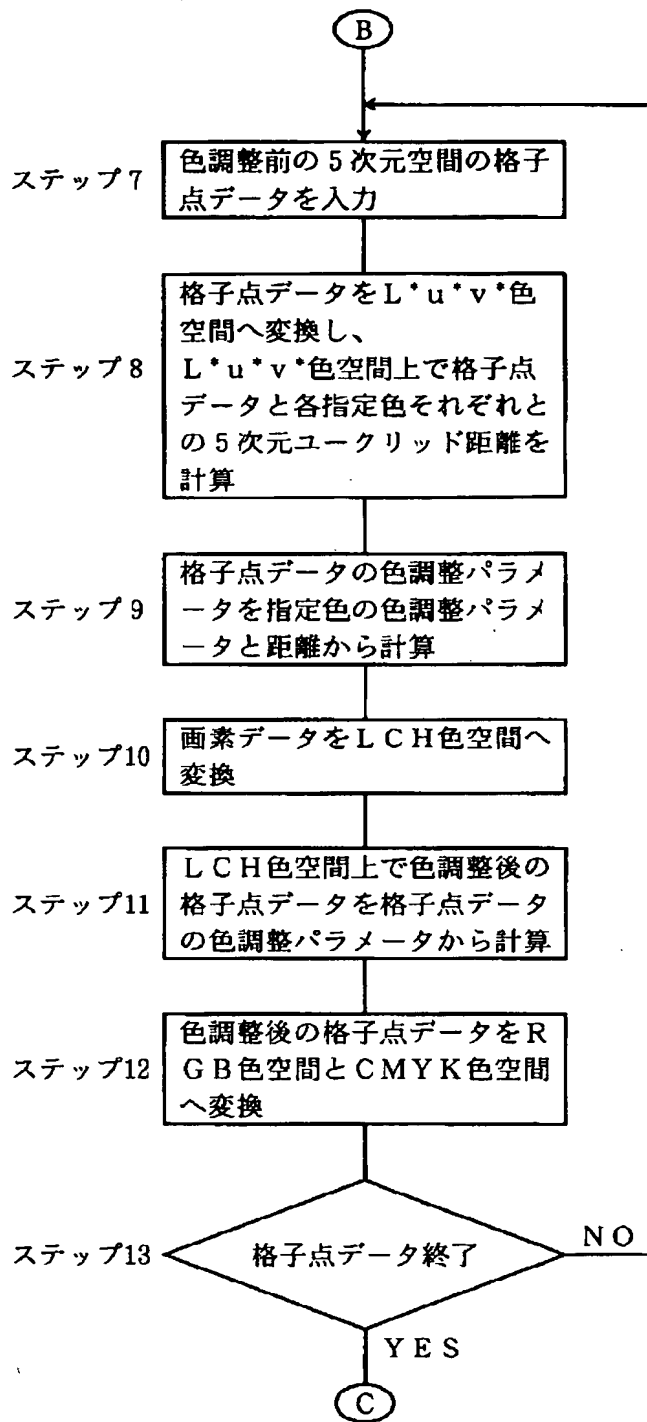 B
ステップ7
色調整前の5次元空間の格子
点データを入力
ステップ8
格子点データをL*u*v*色
空間へ変換し、
L*u*v*色空間上で格子点
データと各指定色それぞれと
の5次元ユークリッド距離を
計算
ステップ9
格子点データの色調整パラメ
ータを指定色の色調整パラメ
ータと距離から計算
ステップ10
画素データをLCH色空間へ
変換
ステップ11
LCH色空間上で色調整後の
格子点データを格子点データ
の色調整パラメータから計算
ステップ12
色調整後の格子点データをR
GB色空間とCMYK色空間
へ変換
ステップ13
格子点データ終了
NO
YES
C